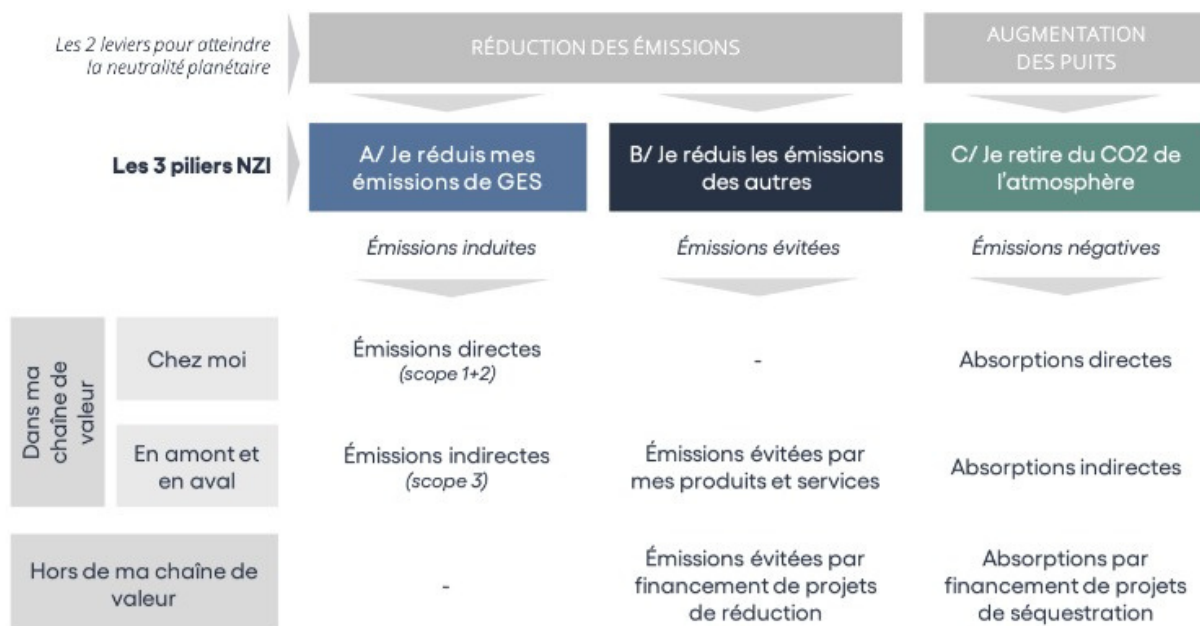 Les 2 leviers pour atteindre
la neutralité planétaire
RÉDUCTION DES ÉMISSIONS
AUGMENTATION
DES PUITS
Les 3 piliers NZI
A/ Je réduis mes
émissions de GES
B/ Je réduis les émissions
des autres
C/ Je retire du CO2 de
l'atmosphère
Émissions induites
Émissions évitées
Émissions négatives
Dans ma
chaîne de
valeur
Chez moi
Émissions directes
(scope 1+2)
-
Absorptions directes
En amont et
en aval
Émissions indirectes
(scope 3)
Émissions évitées par
mes produits et services
Absorptions indirectes
Hors de ma chaîne de
valeur
-
Émissions évitées par
financement de projets
de réduction
Absorptions par
financement de projets
de séquestration